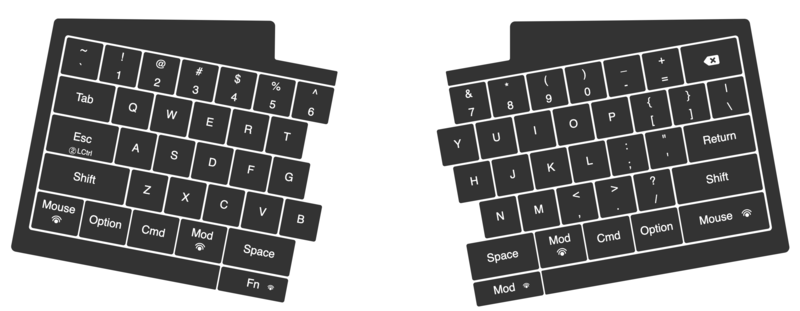 ~ ! @ # $ % ^
` 1 2 3 4 5 6
Tab Q W E R T
Esc A S D F G
② LCtrl
Shift Z X C V B
Mouse Option Cmd Mod Space
Fn
& * ( ) _ +
7 8 9 0 - =
Y U I O P { } |
[ ] \
H J K L : " Return
; ,
N M < > ? Shift
, . /
Space Mod Cmd Option Mouse
Mod